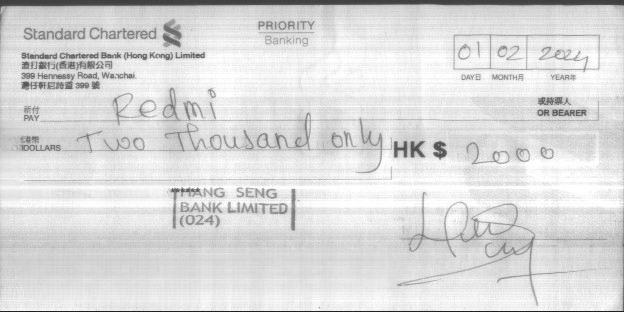 Standard Chartered
PRIORITY
Banking
Standard Chartered Bank (Hong Kong) Limited
渣打銀行(香港)有限公司
399 Hennessy Road, Wanchai
灣仔軒尼詩道 399 號
01 02 2024
DAY日 MONTH月 YEAR年
祈付
PAY Redmi
或持票人
OR BEARER
港幣
DOLLARS Two Thousand only HK $ 2000
HANG SENG
BANK LIMITED
(024)